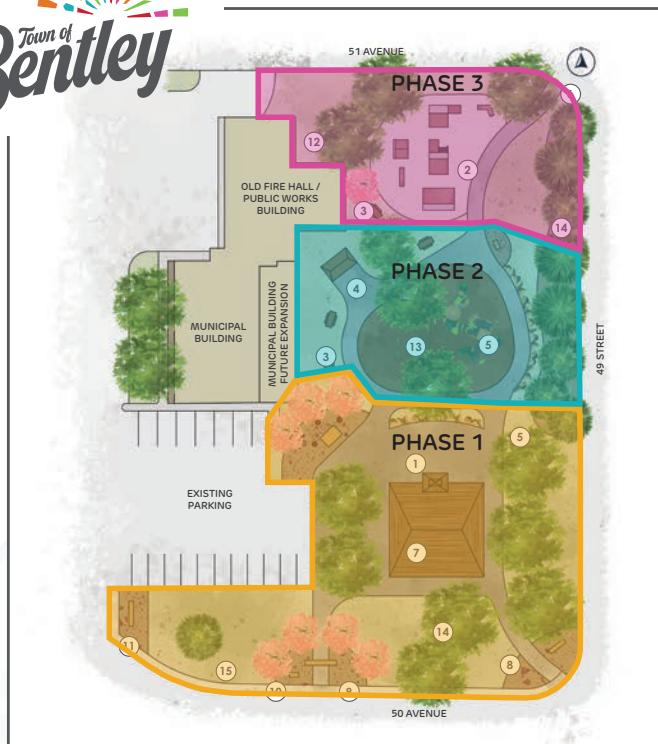 Town of
Bentley
51 AVENUE
PHASE 3
12
2
3
14
OLD FIRE HALL /
PUBLIC WORKS
BUILDING
PHASE 2
4
3
13
5
MUNICIPAL
BUILDING
MUNICIPAL BUILDING
FUTURE EXPANSION
49 STREET
PHASE 1
5
1
7
EXISTING
PARKING
14
11
15
10
9
8
50 AVENUE